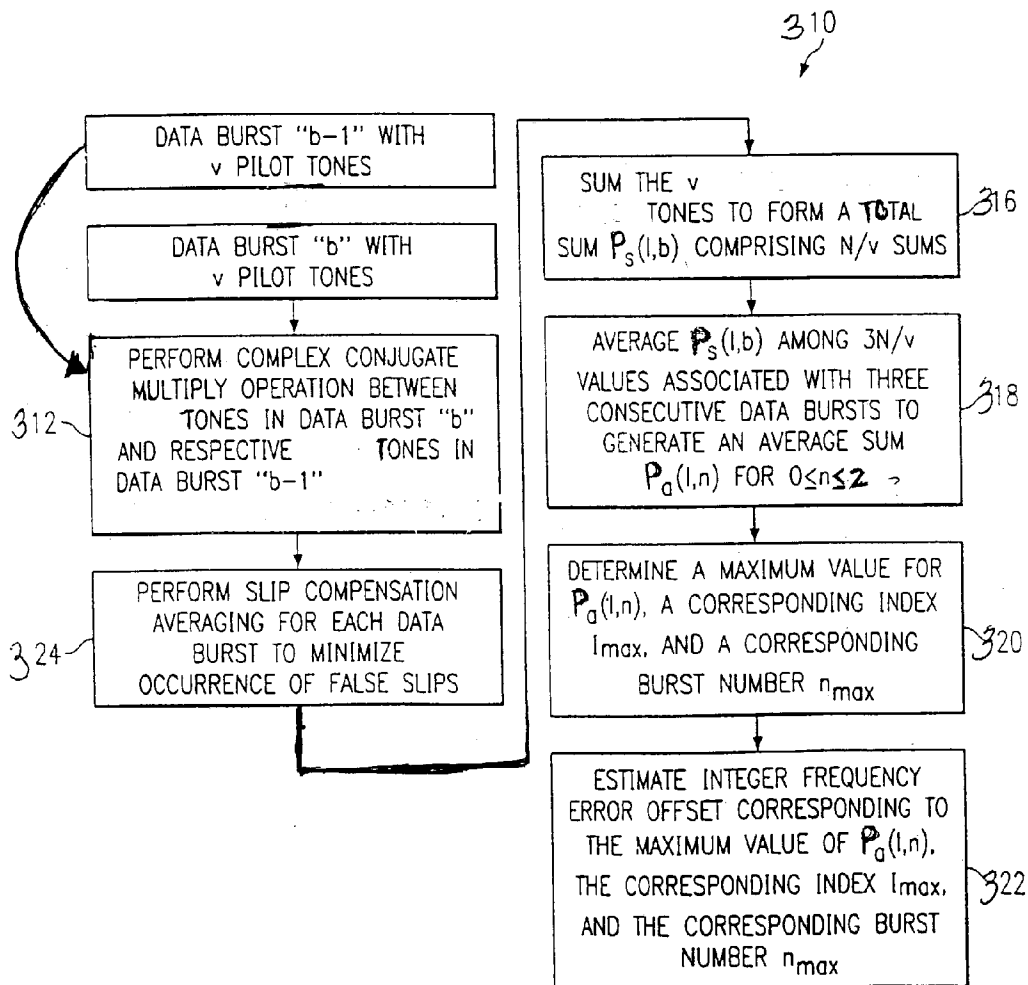 310
DATA BURST "b-1" WITH
v PILOT TONES
DATA BURST "b" WITH
v PILOT TONES
312
PERFORM COMPLEX CONJUGATE
MULTIPLY OPERATION BETWEEN
TONES IN DATA BURST "b"
AND RESPECTIVE TONES IN
DATA BURST "b-1"
324
PERFORM SLIP COMPENSATION
AVERAGING FOR EACH DATA
BURST TO MINIMIZE
OCCURRENCE OF FALSE SLIPS
SUM THE v
TONES TO FORM A TOTAL
SUM Ps(l,b) COMPRISING N/v SUMS
316
AVERAGE Ps(l,b) AMONG 3N/v
VALUES ASSOCIATED WITH THREE
CONSECUTIVE DATA BURSTS TO
GENERATE AN AVERAGE SUM
Pa(l,n) FOR 0≤n≤2
318
DETERMINE A MAXIMUM VALUE FOR
Pa(l,n), A CORRESPONDING INDEX
lmax, AND A CORRESPONDING
BURST NUMBER nmax
320
ESTIMATE INTEGER FREQUENCY
ERROR OFFSET CORRESPONDING TO
THE MAXIMUM VALUE OF Pa(l,n),
THE CORRESPONDING INDEX lmax,
AND THE CORRESPONDING BURST
NUMBER nmax
322